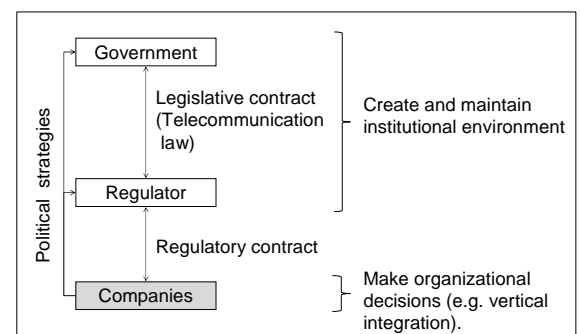 Government
Legislative contract
(Telecommunication
law)
Create and maintain
institutional environment
Political strategies
Regulator
Regulatory contract
Companies
Make organizational
decisions (e.g. vertical
integration).